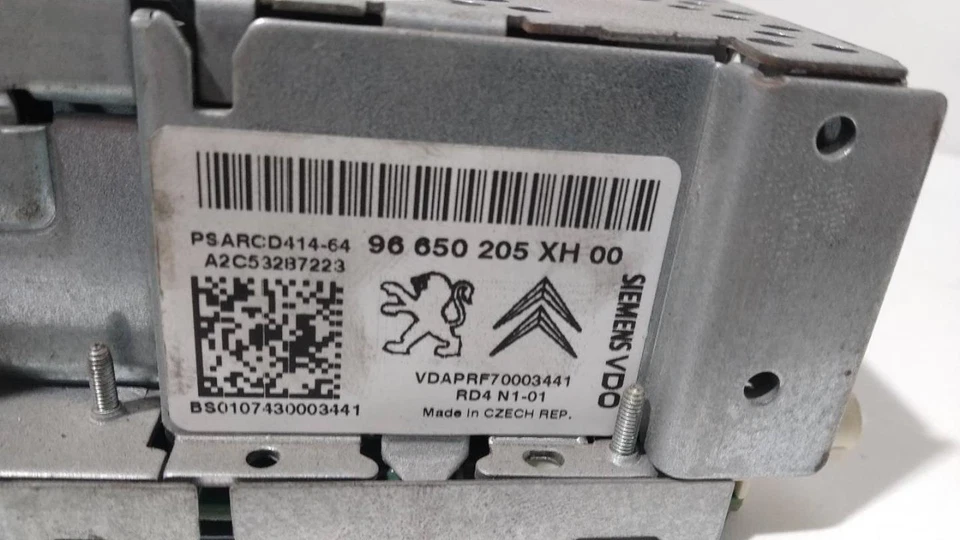 PSARCD414-64 96 650 205 XH 00
A2C53287223
SIEMENS VDO
VDAPRF70003441
RD4 N1-01
BS0107430003441
Made in CZECH REP.